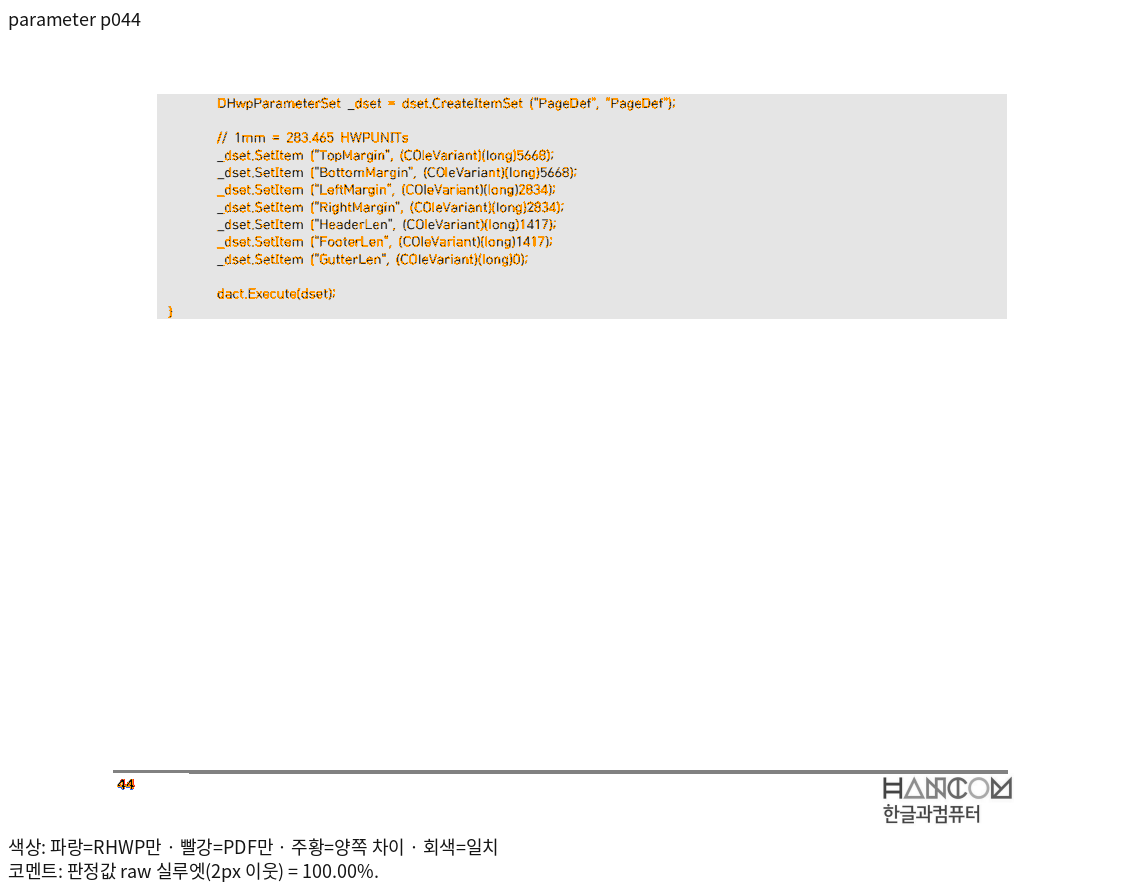 parameter p044
DHwpParameterSet _dset = dset.CreateItemSet ("PageDef", "PageDef");
// 1mm = 283.465 HWPUNITs
_dset.SetItem ("TopMargin", (COleVariant)(long)5668);
_dset.SetItem ("BottomMargin", (COleVariant)(long)5668);
_dset.SetItem ("LeftMargin", (COleVariant)(long)2834);
_dset.SetItem ("RightMargin", (COleVariant)(long)2834);
_dset.SetItem ("HeaderLen", (COleVariant)(long)1417);
_dset.SetItem ("FooterLen", (COleVariant)(long)1417);
_dset.SetItem ("GutterLen", (COleVariant)(long)0);
dact.Execute(dset);
}
44
HANCOM
한글과컴퓨터
색상: 파랑=RHWP만 · 빨강=PDF만 · 주황=양쪽 차이 · 회색=일치
코멘트: 판정값 raw 실루엣(2px 이웃) = 100.00%.